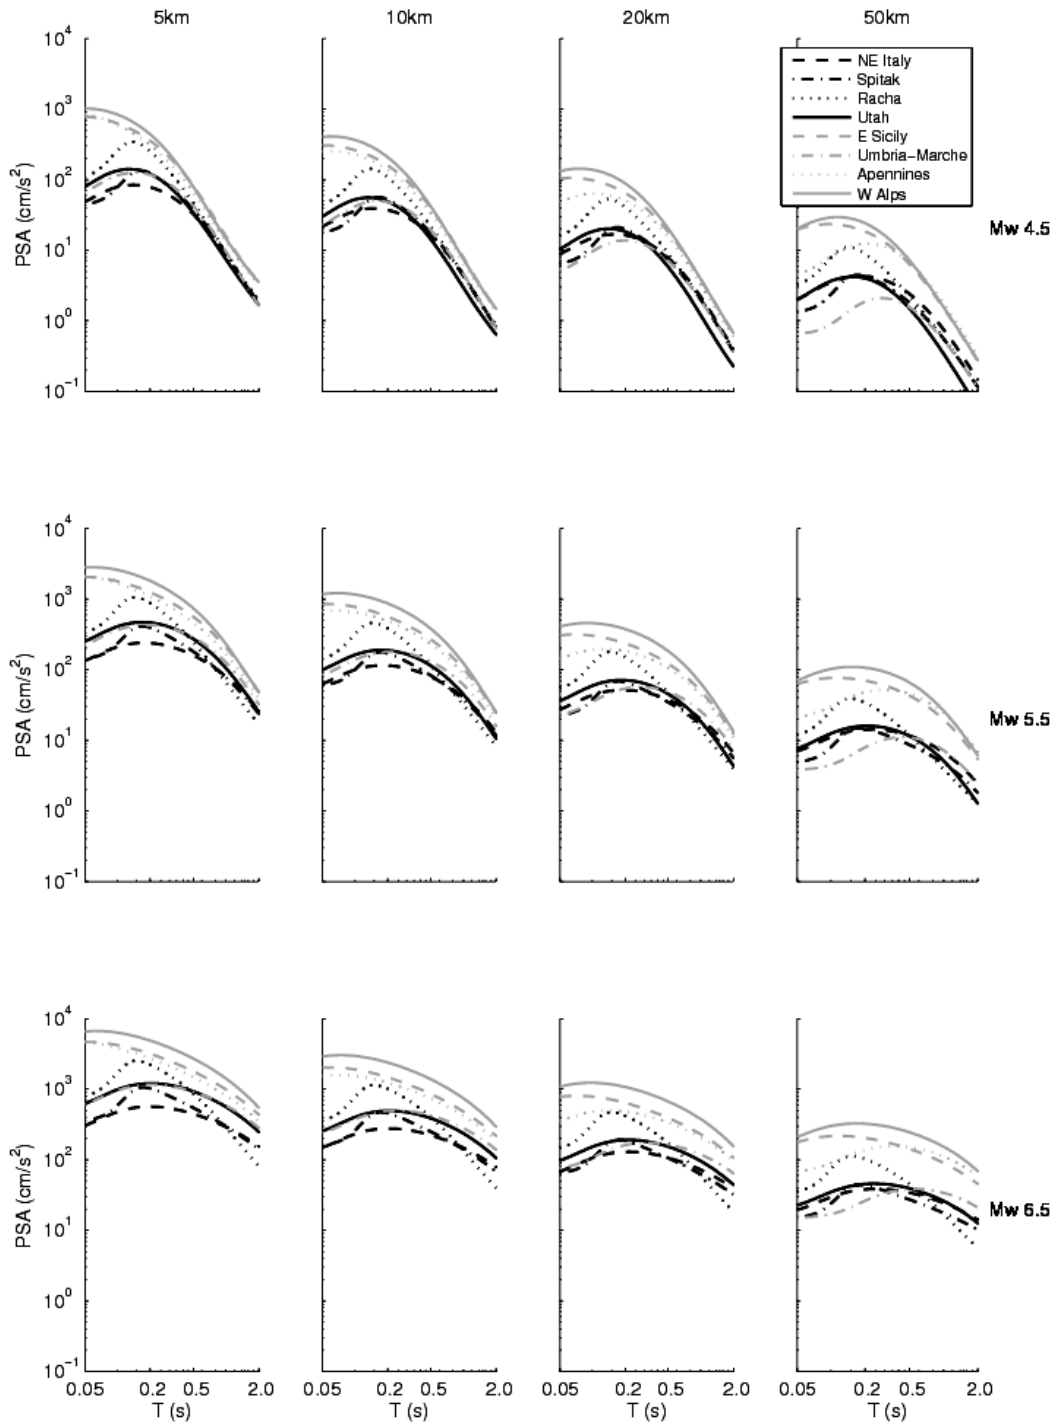 5km 10km 20km 50km
10^4
10^3
10^2
10^1
10^0
10^-1
PSA (cm/s^2)
NE Italy
Spitak
Racha
Utah
E Sicily
Umbria-Marche
Apennines
W Alps
Mw 4.5
10^4
10^3
10^2
10^1
10^0
10^-1
PSA (cm/s^2)
Mw 5.5
10^4
10^3
10^2
10^1
10^0
10^-1
PSA (cm/s^2)
Mw 6.5
0.05 0.2 0.5 2.0 0.05 0.2 0.5 2.0 0.05 0.2 0.5 2.0 0.05 0.2 0.5 2.0
T (s) T (s) T (s) T (s)